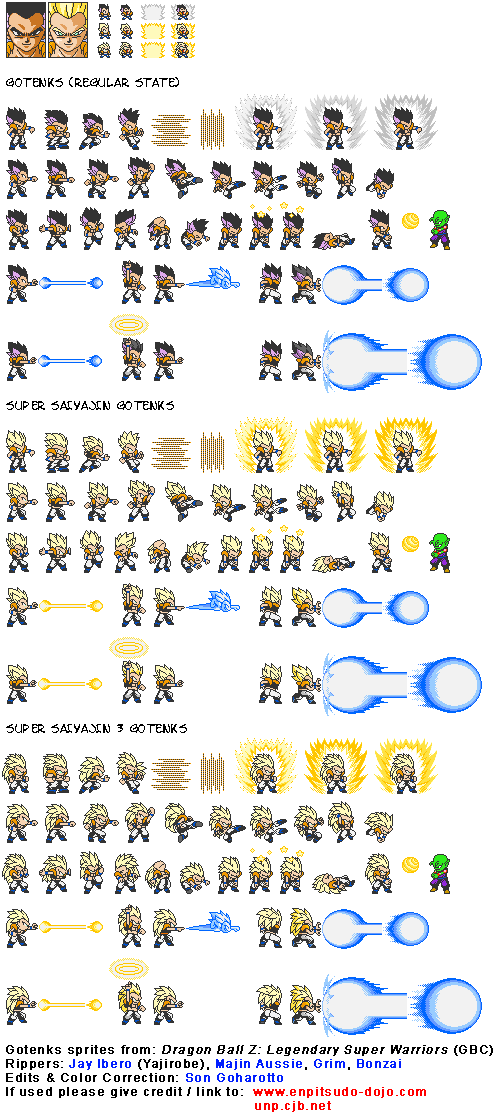 GOTENKS (REGULAR STATE)
SUPER SAIYAJIN GOTENKS
SUPER SAIYAJIN 3 GOTENKS
Gotenks sprites from: Dragon Ball Z: Legendary Super Warriors (GBC)
Rippers: Jay Ibero (Yajirobe), Majin Aussie, Grim, Bonzai
Edits & Color Correction: Son Goharotto
If used please give credit / link to: www.enpitsudo-dojo.com
unp.cjb.net